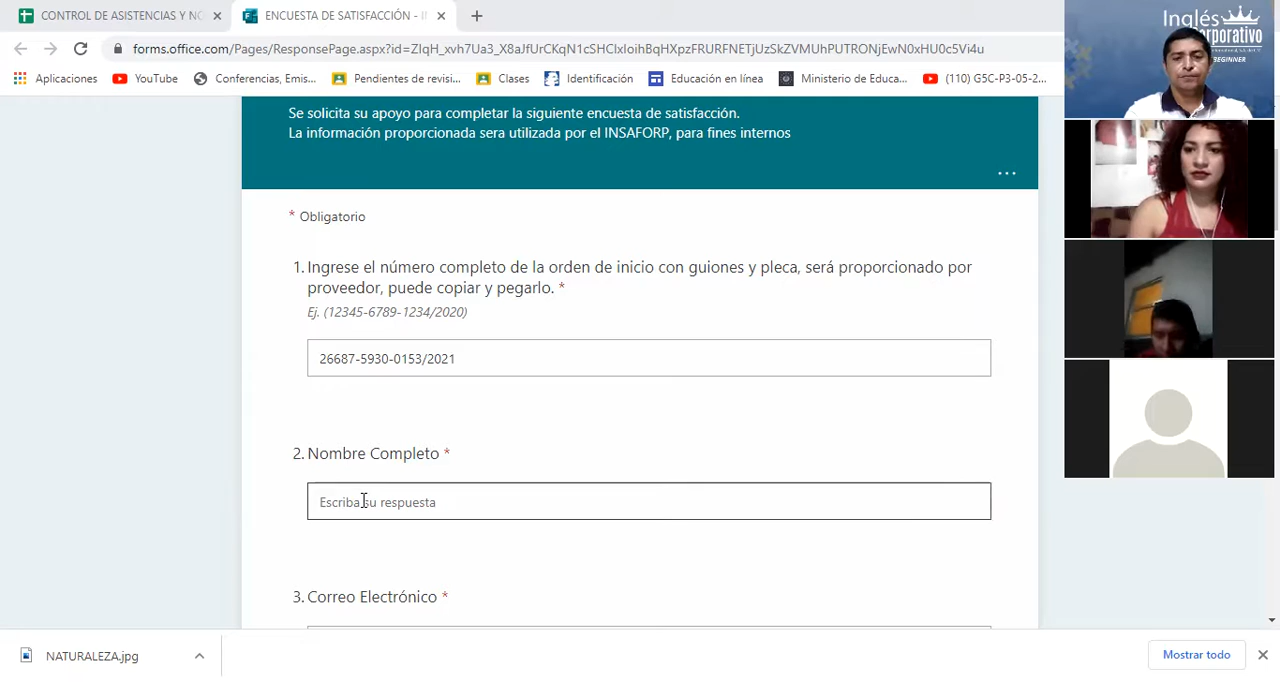 CONTROL DE ASISTENCIAS Y NO
ENCUESTA DE SATISFACCIÓN - I
forms.office.com/Pages/ResponsePage.aspx?id=ZIqH_xvh7Ua3_X8aJfUrCKqN1cSHClxIoihBqHXpzFRURFNETjUzSkZVMUhPUTRONjEwN0xHU0c5Vi4u
Aplicaciones
YouTube
Conferencias, Emis...
Pendientes de revisi...
Clases
Identificación
Educación en línea
Ministerio de Educa...
(110) G5C-P3-05-2...
Inglés
orporativo
BEGINNER
Se solicita su apoyo para completar la siguiente encuesta de satisfacción.
La información proporcionada sera utilizada por el INSAFORP, para fines internos
...
* Obligatorio
1. Ingrese el número completo de la orden de inicio con guiones y pleca, será proporcionado por
proveedor, puede copiar y pegarlo. *
Ej. (12345-6789-1234/2020)
26687-5930-0153/2021
2. Nombre Completo *
Escriba su respuesta
3. Correo Electrónico *
NATURALEZA.jpg
Mostrar todo